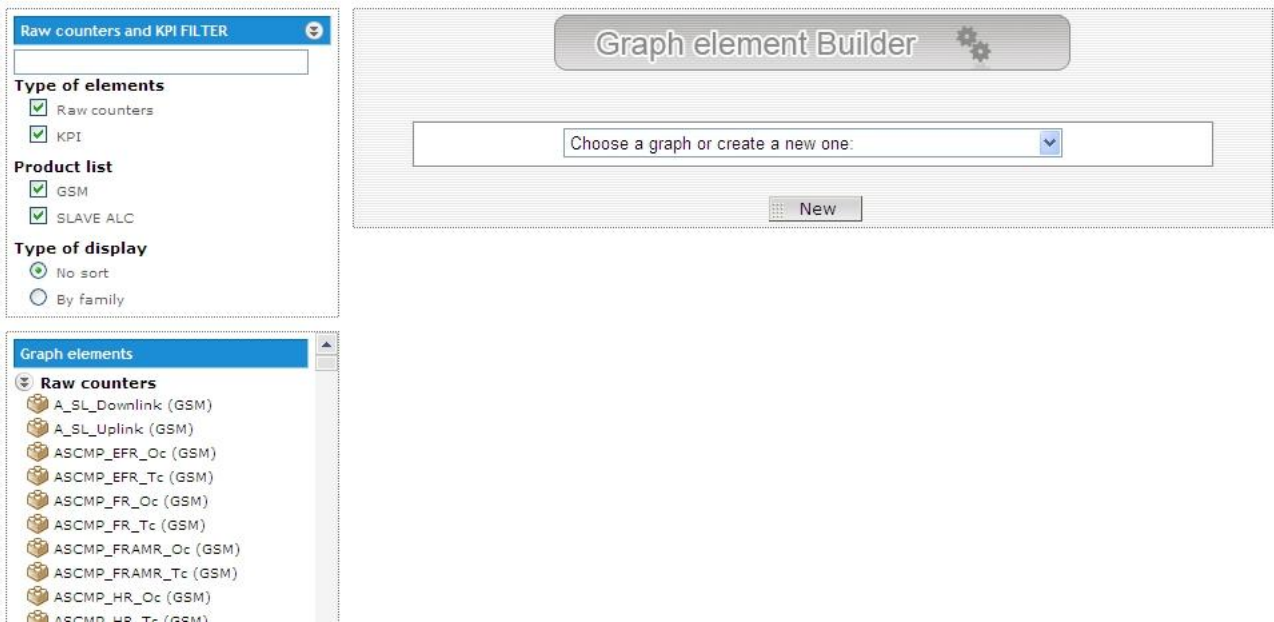 Raw counters and KPI FILTER
Type of elements
Raw counters
KPI
Product list
GSM
SLAVE ALC
Type of display
No sort
By family
Graph elements
Raw counters
A_SL_Downlink (GSM)
A_SL_Uplink (GSM)
ASCMP_EFR_Oc (GSM)
ASCMP_EFR_Tc (GSM)
ASCMP_FR_Oc (GSM)
ASCMP_FR_Tc (GSM)
ASCMP_FRAMR_Oc (GSM)
ASCMP_FRAMR_Tc (GSM)
ASCMP_HR_Oc (GSM)
ASCMP_HR_Tc (GSM)
Graph element Builder
Choose a graph or create a new one:
New